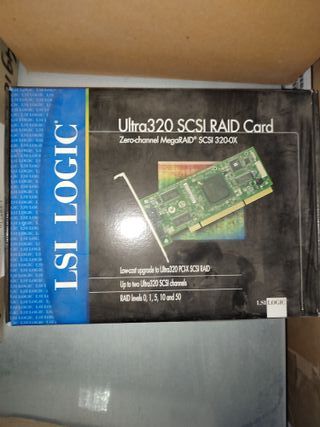 Ultra320 SCSI RAID Card
Zero-channel MegaRAID® SCSI 320-0X
LSI LOGIC®
Low-cost upgrade to Ultra320 PCI-X SCSI RAID
Up to two Ultra320 SCSI channels
RAID levels 0, 1, 5, 10 and 50
LSI LOGIC